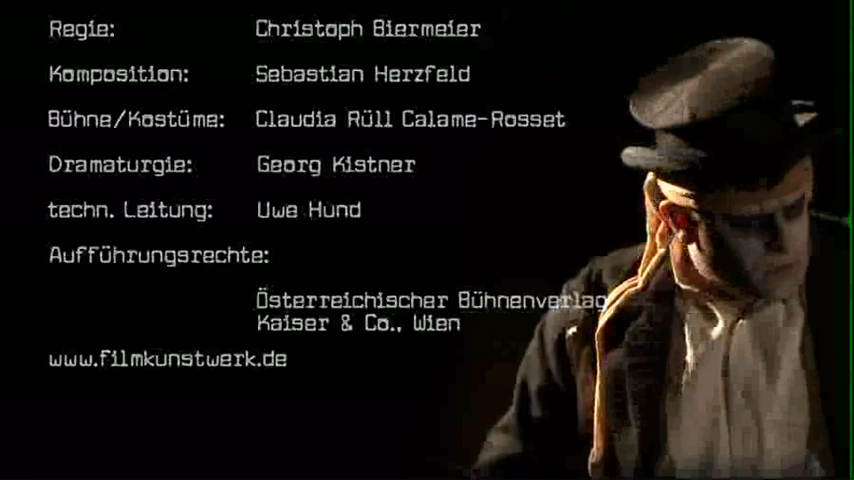 Regie: Christoph Biermeier
Komposition: Sebastian Herzfeld
Bühne/Kostüme: Claudia Rüll Calame-Rosset
Dramaturgie: Georg Kistner
techn. Leitung: Uwe Hund
Aufführungsrechte:
Österreichischer Bühnenverlag
Kaiser & Co., Wien
www.filmkunstwerk.de